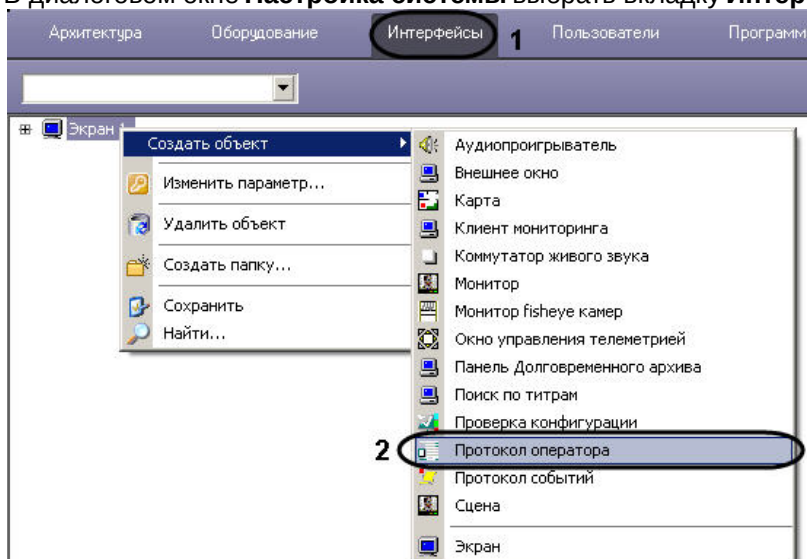 В диалоговом окне Настройка системы выбрать вкладку
Архитектура Оборудование Интерфейсы 1 Пользователи Программ
Экран 1
Создать объект
Изменить параметр...
Удалить объект
Создать папку...
Сохранить
Найти...
Аудиопроигрыватель
Внешнее окно
Карта
Клиент мониторинга
Коммутатор живого звука
Монитор
Монитор fisheye камер
Окно управления телеметрией
Панель Долговременного архива
Поиск по титрам
Проверка конфигурации
2 Протокол оператора
Протокол событий
Сцена
Экран